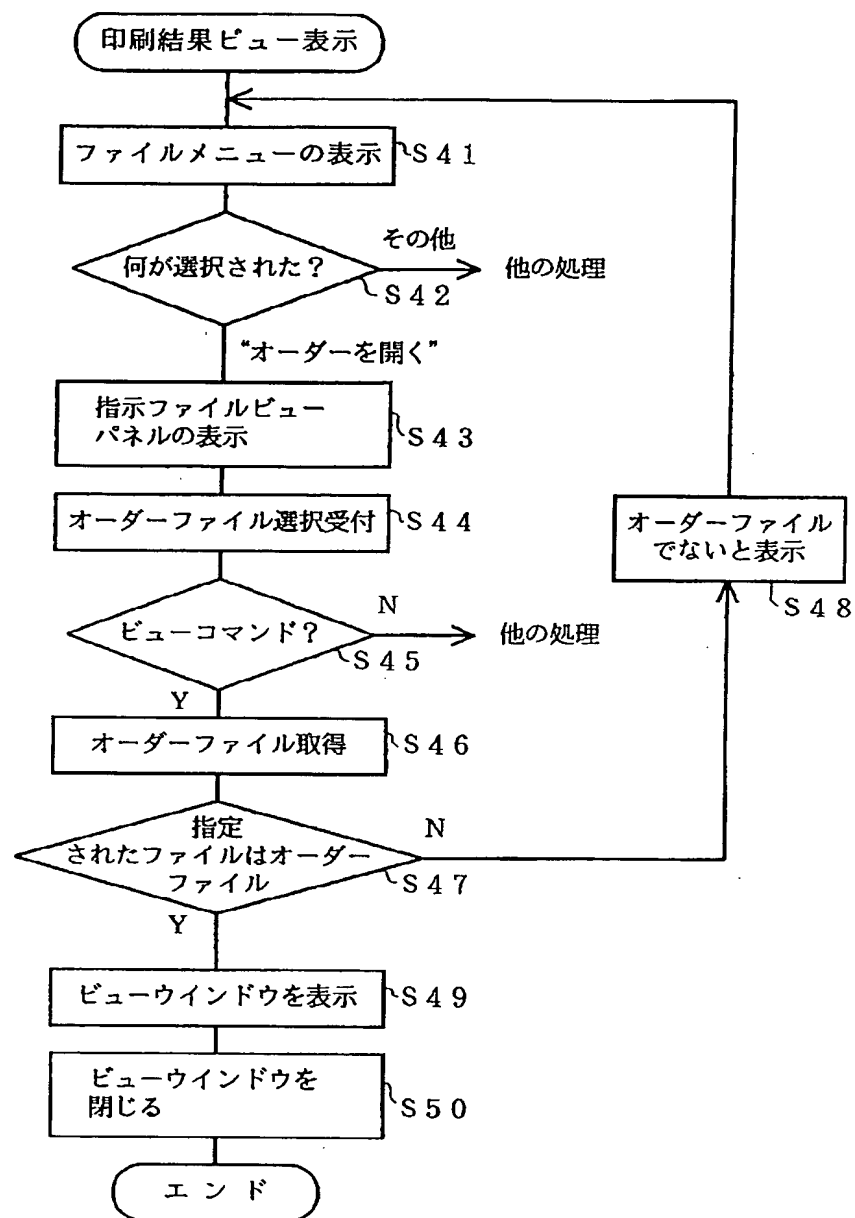 印刷結果ビュー表示
ファイルメニューの表示
S41
何が選択された？
その他
他の処理
S42
“オーダーを開く”
指示ファイルビュー
パネルの表示
S43
オーダーファイル選択受付
S44
オーダーファイル
でないと表示
S48
ビューコマンド？
N
他の処理
S45
Y
オーダーファイル取得
S46
指定
されたファイルはオーダー
ファイル
N
S47
Y
ビューウインドウを表示
S49
ビューウインドウを
閉じる
S50
エンド